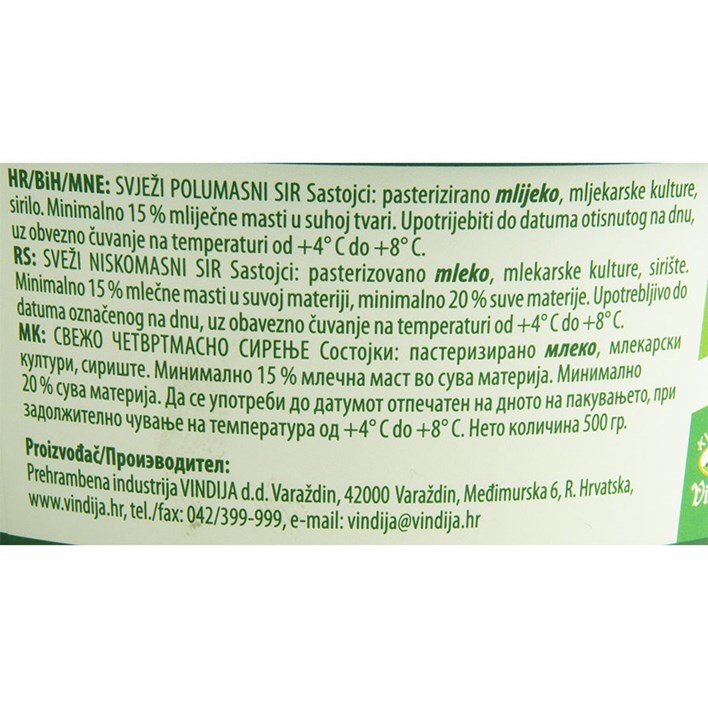 HR/BiH/MNE: SVJEŽI POLUMASNI SIR Sastojci: pasterizirano mlijeko, mljekarske kulture,
sirilo. Minimalno 15 % mliječne masti u suhoj tvari. Upotrijebiti do datuma otisnutog na dnu,
uz obvezno čuvanje na temperaturi od +4° C do +8° C.
RS: SVEŽI NISKOMASNI SIR Sastojci: pasterizovano mleko, mlekarske kulture, sirište.
Minimalno 15 % mlečne masti u suvoj materiji, minimalno 20 % suve materije. Upotrebljivo do
datuma označenog na dnu, uz obavezno čuvanje na temperaturi od +4° C do +8° C.
МК: СВЕЖО ЧЕТВРТМАСНО СИРЕЊЕ Состојки: пастеризирано млеко, млекарски
култури, сириште. Минимално 15 % млечна маст во сува материја. Минимално
20 % сува материја. Да се употреби до датумот отпечатен на дното на пакувањето, при
задолжително чување на температура од +4° C до +8° C. Нето количина 500 гр.
Proizvođač/Производител:
Prehrambena industrija VINDIJA d.d. Varaždin, 42000 Varaždin, Međimurska 6, R. Hrvatska,
www.vindija.hr, tel./fax: 042/399-999, e-mail: vindija@vindija.hr